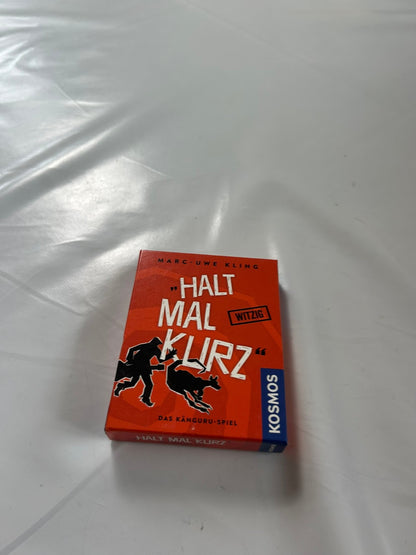 MARC-UWE KLING
„HALT
MAL
KURZ“
WITZIG
DAS KÄNGURU-SPIEL
KOSMOS
HALT MAL KURZ